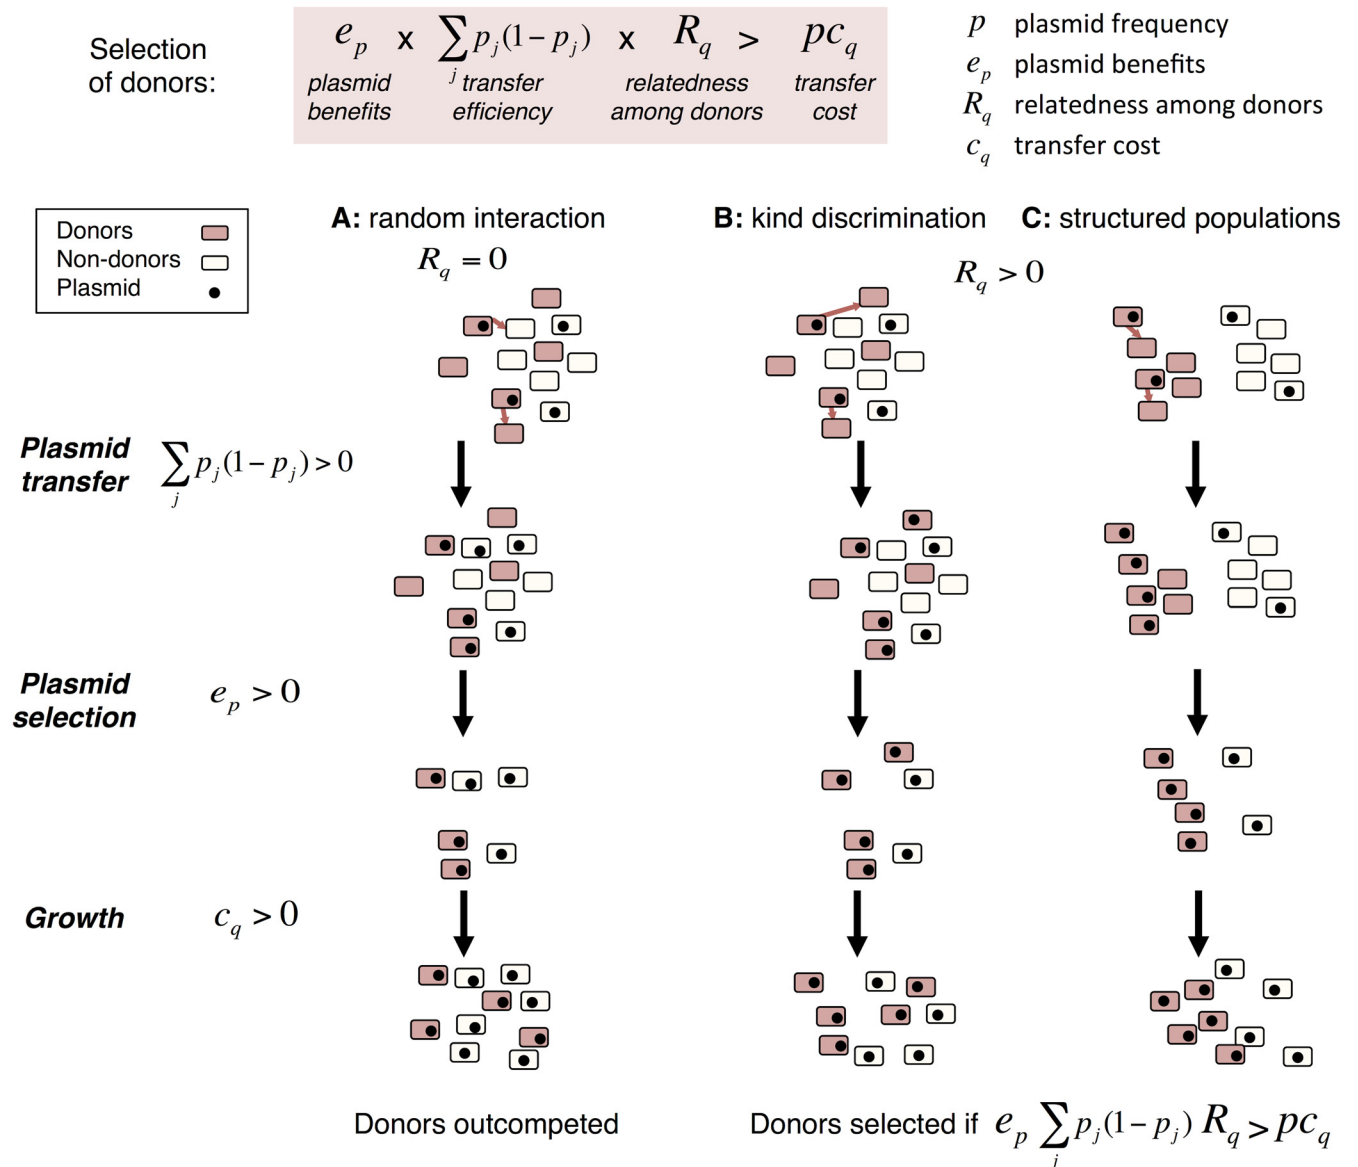 Selection
of donors:
e_p x ∑_j p_j(1−p_j) x R_q > pc_q
plasmid benefits
transfer efficiency
relatedness among donors
transfer cost
p plasmid frequency
e_p plasmid benefits
R_q relatedness among donors
c_q transfer cost
Donors
Non-donors
Plasmid
A: random interaction
R_q = 0
B: kind discrimination
C: structured populations
R_q > 0
Plasmid
transfer
∑_j p_j(1−p_j) > 0
Plasmid
selection
e_p > 0
Growth
c_q > 0
Donors outcompeted
Donors selected if e_p ∑_j p_j(1−p_j) R_q > pc_q